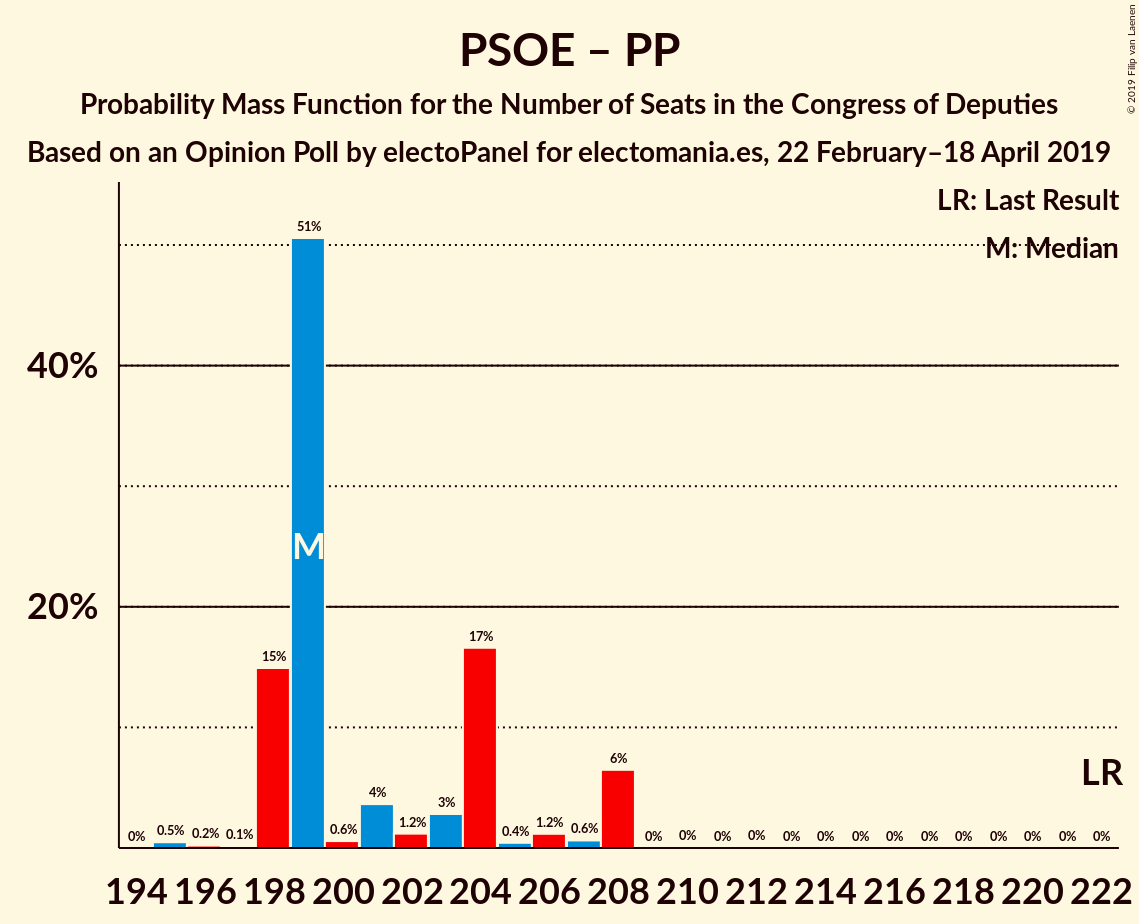 PSOE – PP
Probability Mass Function for the Number of Seats in the Congress of Deputies
Based on an Opinion Poll by electoPanel for electomania.es, 22 February–18 April 2019
© 2019 Filip van Laenen
LR: Last Result
M: Median
51%
40%
M
20%
17%
15%
LR
6%
4%
3%
0% 0.5% 0.2% 0.1% 0.6% 1.2% 0.4% 1.2% 0.6% 0% 0% 0% 0% 0% 0% 0% 0% 0% 0% 0% 0% 0% 0%
194 196 198 200 202 204 206 208 210 212 214 216 218 220 222